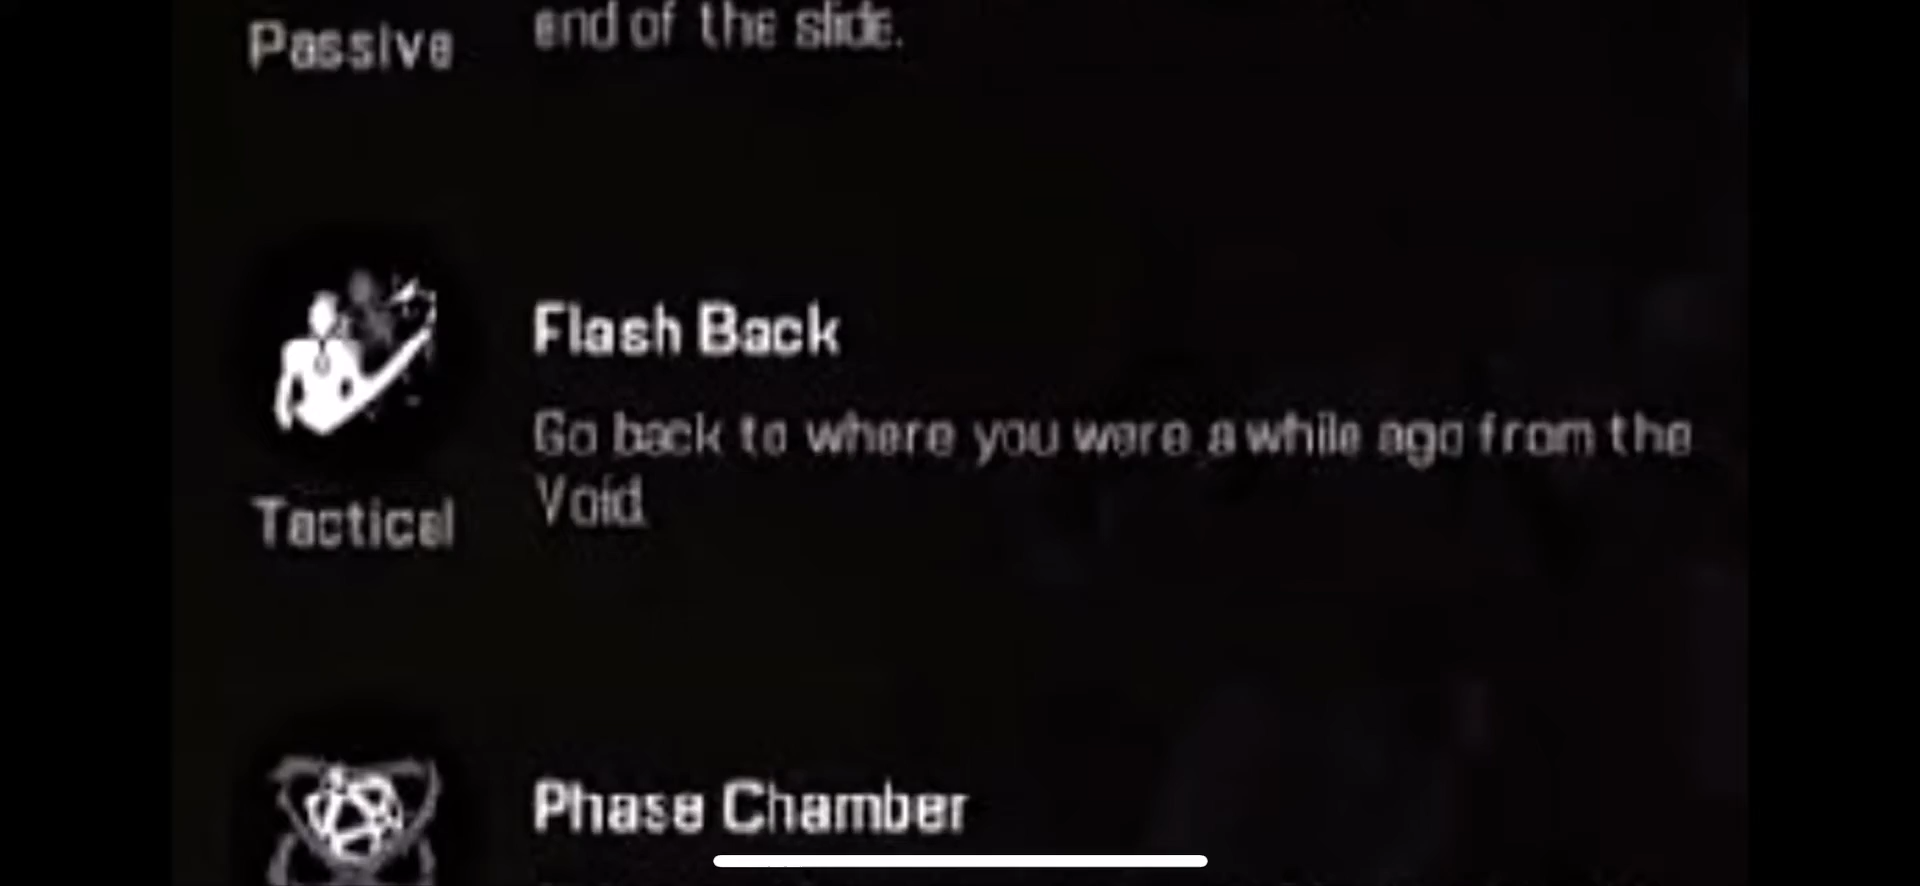 end of the slide.
Passive
Flash Back
Go back to where you were a while ago from the
Void.
Tactical
Phase Chamber